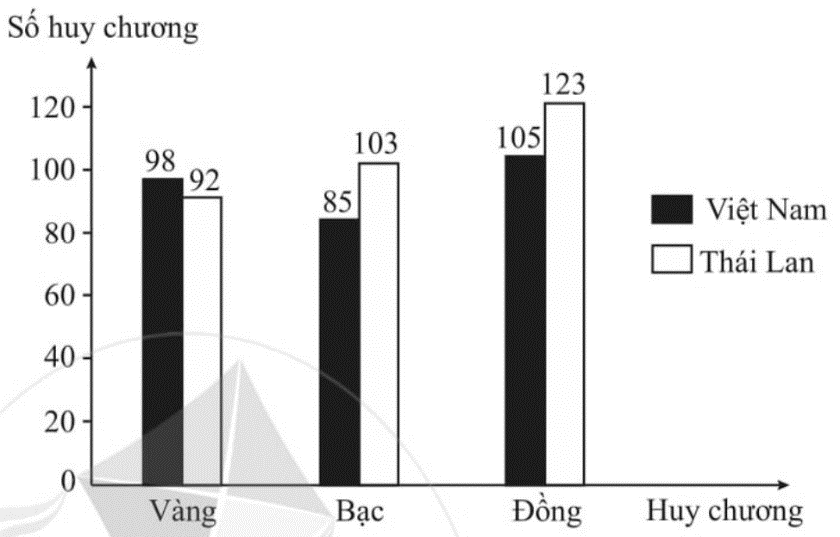 Số huy chương
120
100
80
60
40
20
0
98
92
85
103
105
123
Việt Nam
Thái Lan
Vàng
Bạc
Đồng
Huy chương